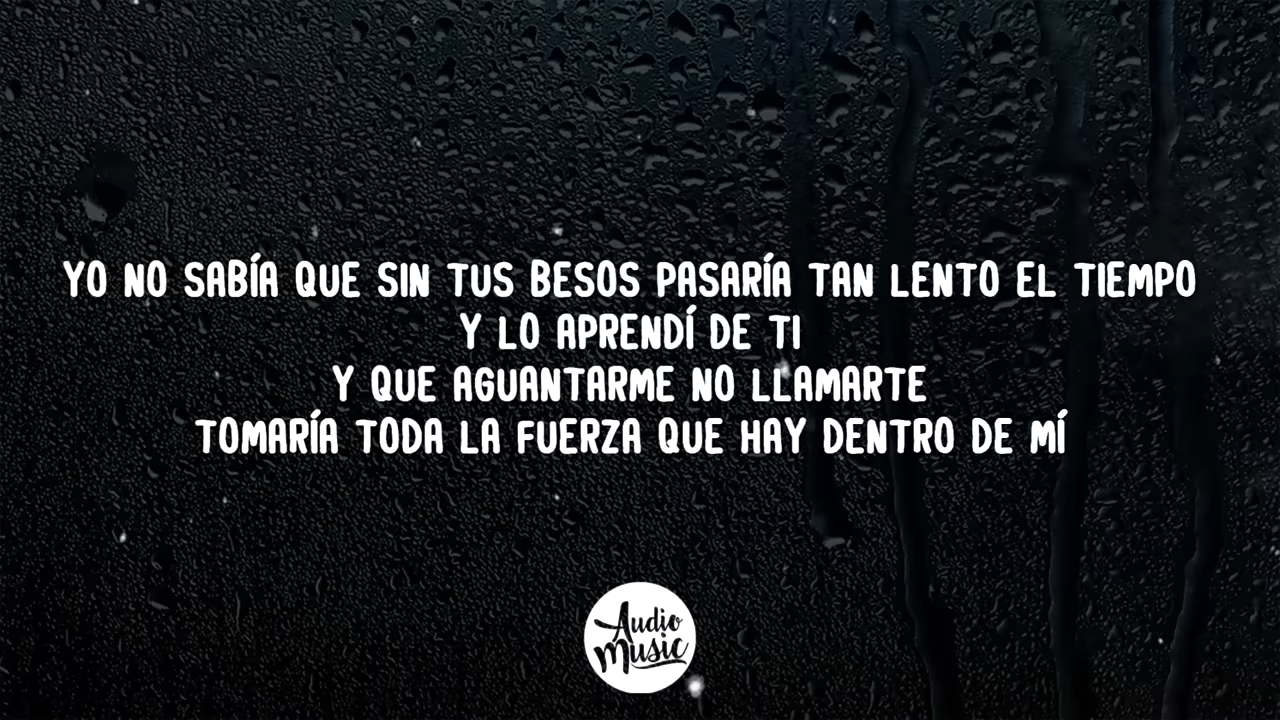 YO NO SABÍA QUE SIN TUS BESOS PASARÍA TAN LENTO EL TIEMPO
Y LO APRENDÍ DE TI
Y QUE AGUANTARME NO LLAMARTE
TOMARÍA TODA LA FUERZA QUE HAY DENTRO DE MÍ
Audio
Music